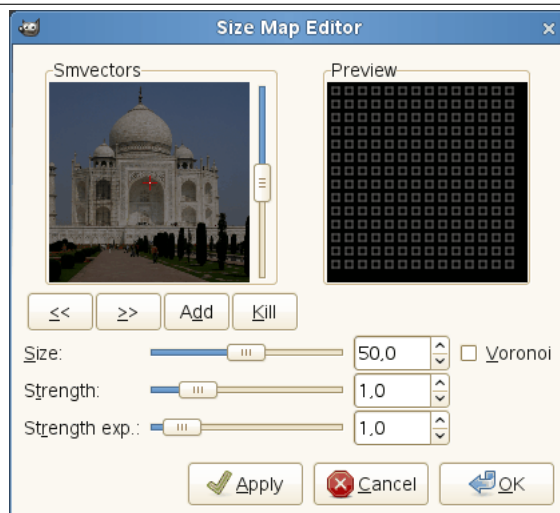 Size Map Editor
Smvectors
Preview
<<
>>
Add
Kill
Size:
50,0
Voronoi
Strength:
1,0
Strength exp.:
1,0
Apply
Cancel
OK